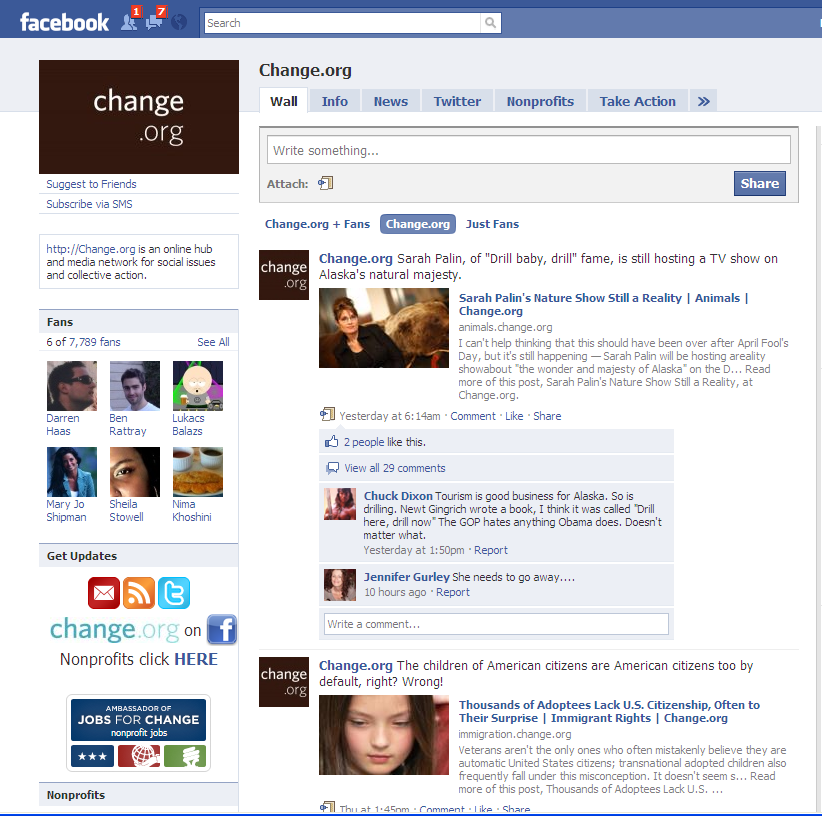 facebook
1
7
Search
change
.org
Change.org
Wall
Info
News
Twitter
Nonprofits
Take Action
»
Suggest to Friends
Subscribe via SMS
http://Change.org is an online hub
and media network for social issues
and collective action.
Fans
6 of 7,789 fans
See All
Darren
Haas
Ben
Rattray
Lukacs
Balazs
Mary Jo
Shipman
Sheila
Stowell
Nima
Khoshini
Get Updates
change.org on f
Nonprofits click HERE
AMBASSADOR OF
JOBS FOR CHANGE
nonprofit jobs
Nonprofits
Write something...
Attach:
Share
Change.org + Fans
Change.org
Just Fans
change
.org
Change.org Sarah Palin, of "Drill baby, drill" fame, is still hosting a TV show on
Alaska's natural majesty.
Sarah Palin's Nature Show Still a Reality | Animals |
Change.org
animals.change.org
I can't help thinking that this should have been over after April Fool's
Day, but it's still happening — Sarah Palin will be hosting areality
showabout "the wonder and majesty of Alaska" on the D... Read
more of this post, Sarah Palin's Nature Show Still a Reality, at
Change.org.
Yesterday at 6:14am · Comment · Like · Share
2 people like this.
View all 29 comments
Chuck Dixon Tourism is good business for Alaska. So is
drilling. Newt Gingrich wrote a book, I think it was called "Drill
here, drill now" The GOP hates anything Obama does. Doesn't
matter what.
Yesterday at 1:50pm · Report
Jennifer Gurley She needs to go away....
10 hours ago · Report
Write a comment...
change
.org
Change.org The children of American citizens are American citizens too by
default, right? Wrong!
Thousands of Adoptees Lack U.S. Citizenship, Often to
Their Surprise | Immigrant Rights | Change.org
immigration.change.org
Veterans aren't the only ones who often mistakenly believe they are
automatic United States citizens; transnational adopted children also
frequently fall under this misconception. It doesn't seem s... Read
more of this post, Thousands of Adoptees Lack U.S. ...
Thu at 1:45pm · Comment · Like · Share